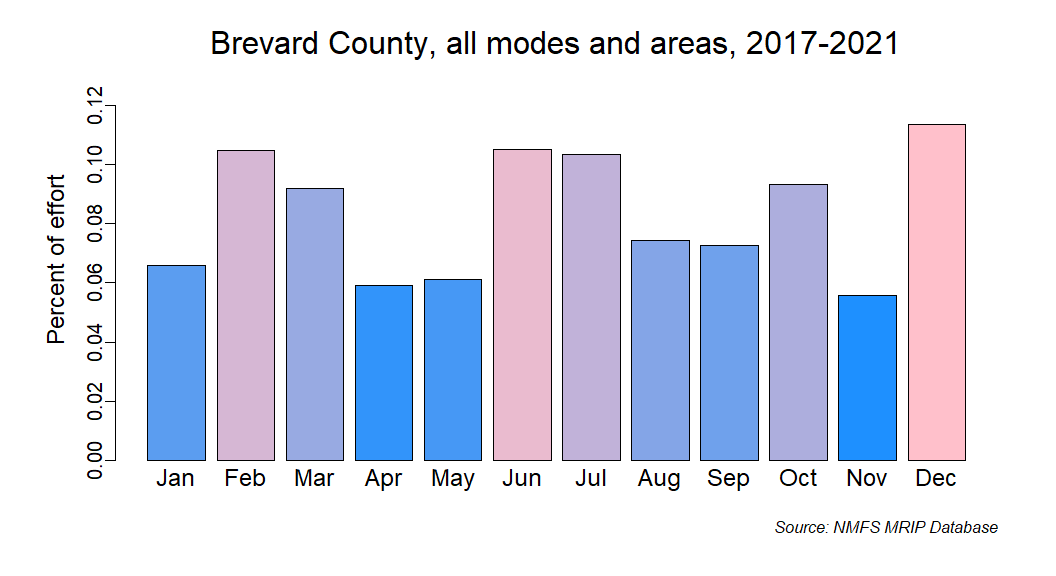 Brevard County, all modes and areas, 2017-2021
Percent of effort
0.12
0.10
0.08
0.06
0.04
0.02
0.00
Jan Feb Mar Apr May Jun Jul Aug Sep Oct Nov Dec
Source: NMFS MRIP Database